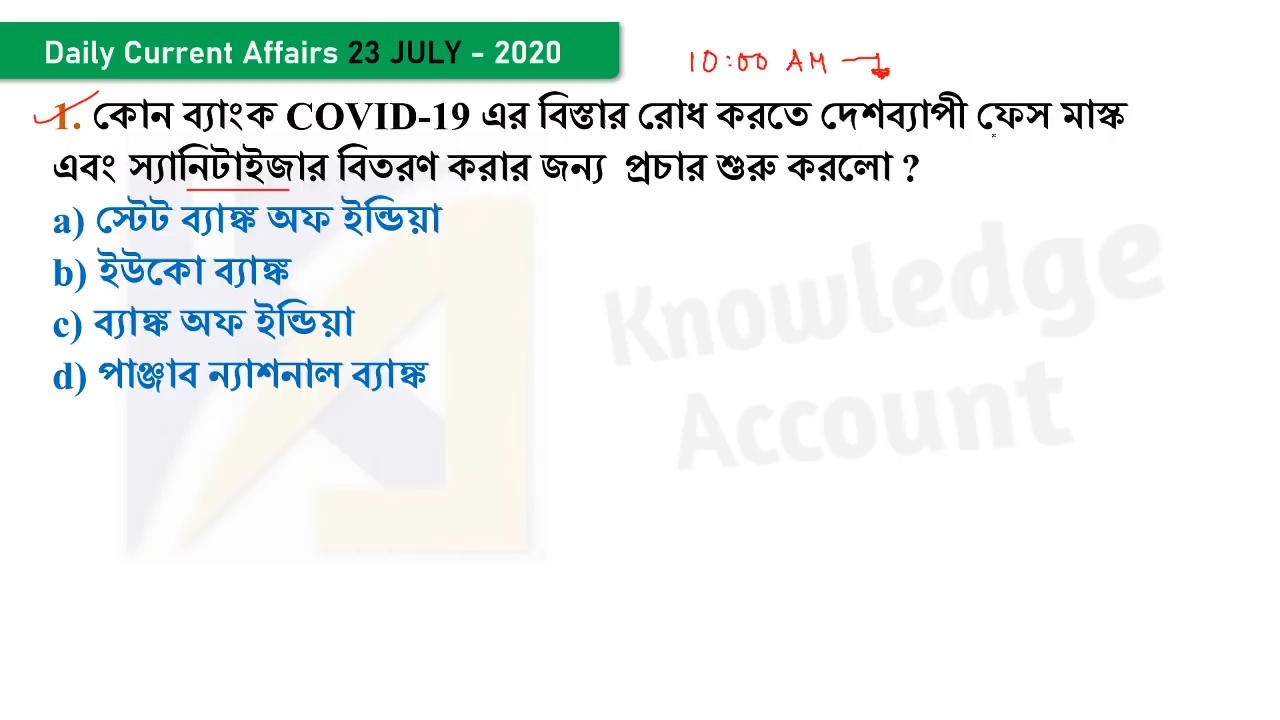 Daily Current Affairs 23 JULY - 2020
10:00 AM
1. কোন ব্যাংক COVID-19 এর বিস্তার রোধ করতে দেশব্যাপী ফেস মাস্ক
এবং স্যানিটাইজার বিতরণ করার জন্য প্রচার শুরু করলো ?
a) স্টেট ব্যাঙ্ক অফ ইন্ডিয়া
b) ইউকো ব্যাঙ্ক
c) ব্যাঙ্ক অফ ইন্ডিয়া
d) পাঞ্জাব ন্যাশনাল ব্যাঙ্ক
Knowledge
Account